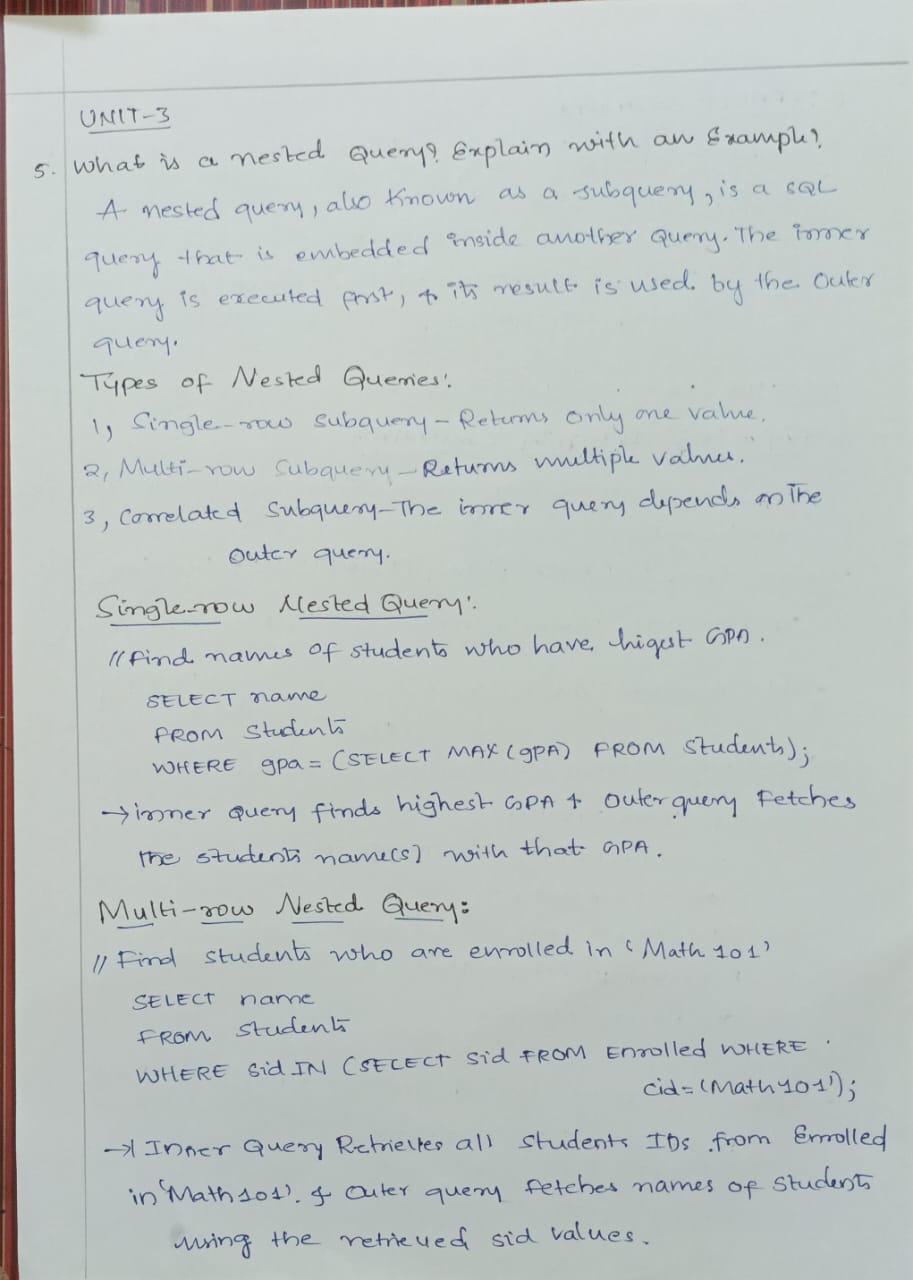 UNIT-3
5. What is a nested Query? Explain with an Example?
A nested query, also known as a subquery, is a SQL
query that is embedded inside another Query. The inner
query is executed first, & its result is used by the outer
query.
Types of Nested Queries:
1, Single-row subquery - Returns only one value.
2, Multi-row Subquery - Returns multiple values.
3, Correlated Subquery - The inner query depends on The
Outer query.
Single-row Nested Query:
// Find names of students who have higest GPA.
SELECT name
FROM Students
WHERE gpa = (SELECT MAX(gPA) FROM Students);
→ inner Query finds highest GPA & Outer query Fetches
The students name(s) with that GPA.
Multi-row Nested Query:
// Find students who are enrolled in 'Math 101'
SELECT name
FROM students
WHERE Sid IN (SELECT Sid FROM Enrolled WHERE
cid = 'Math101');
→ Inner Query Retrieves all students IDs from Enrolled
in 'Math101'. & Outer query fetches names of Students
using the retrieved sid values.